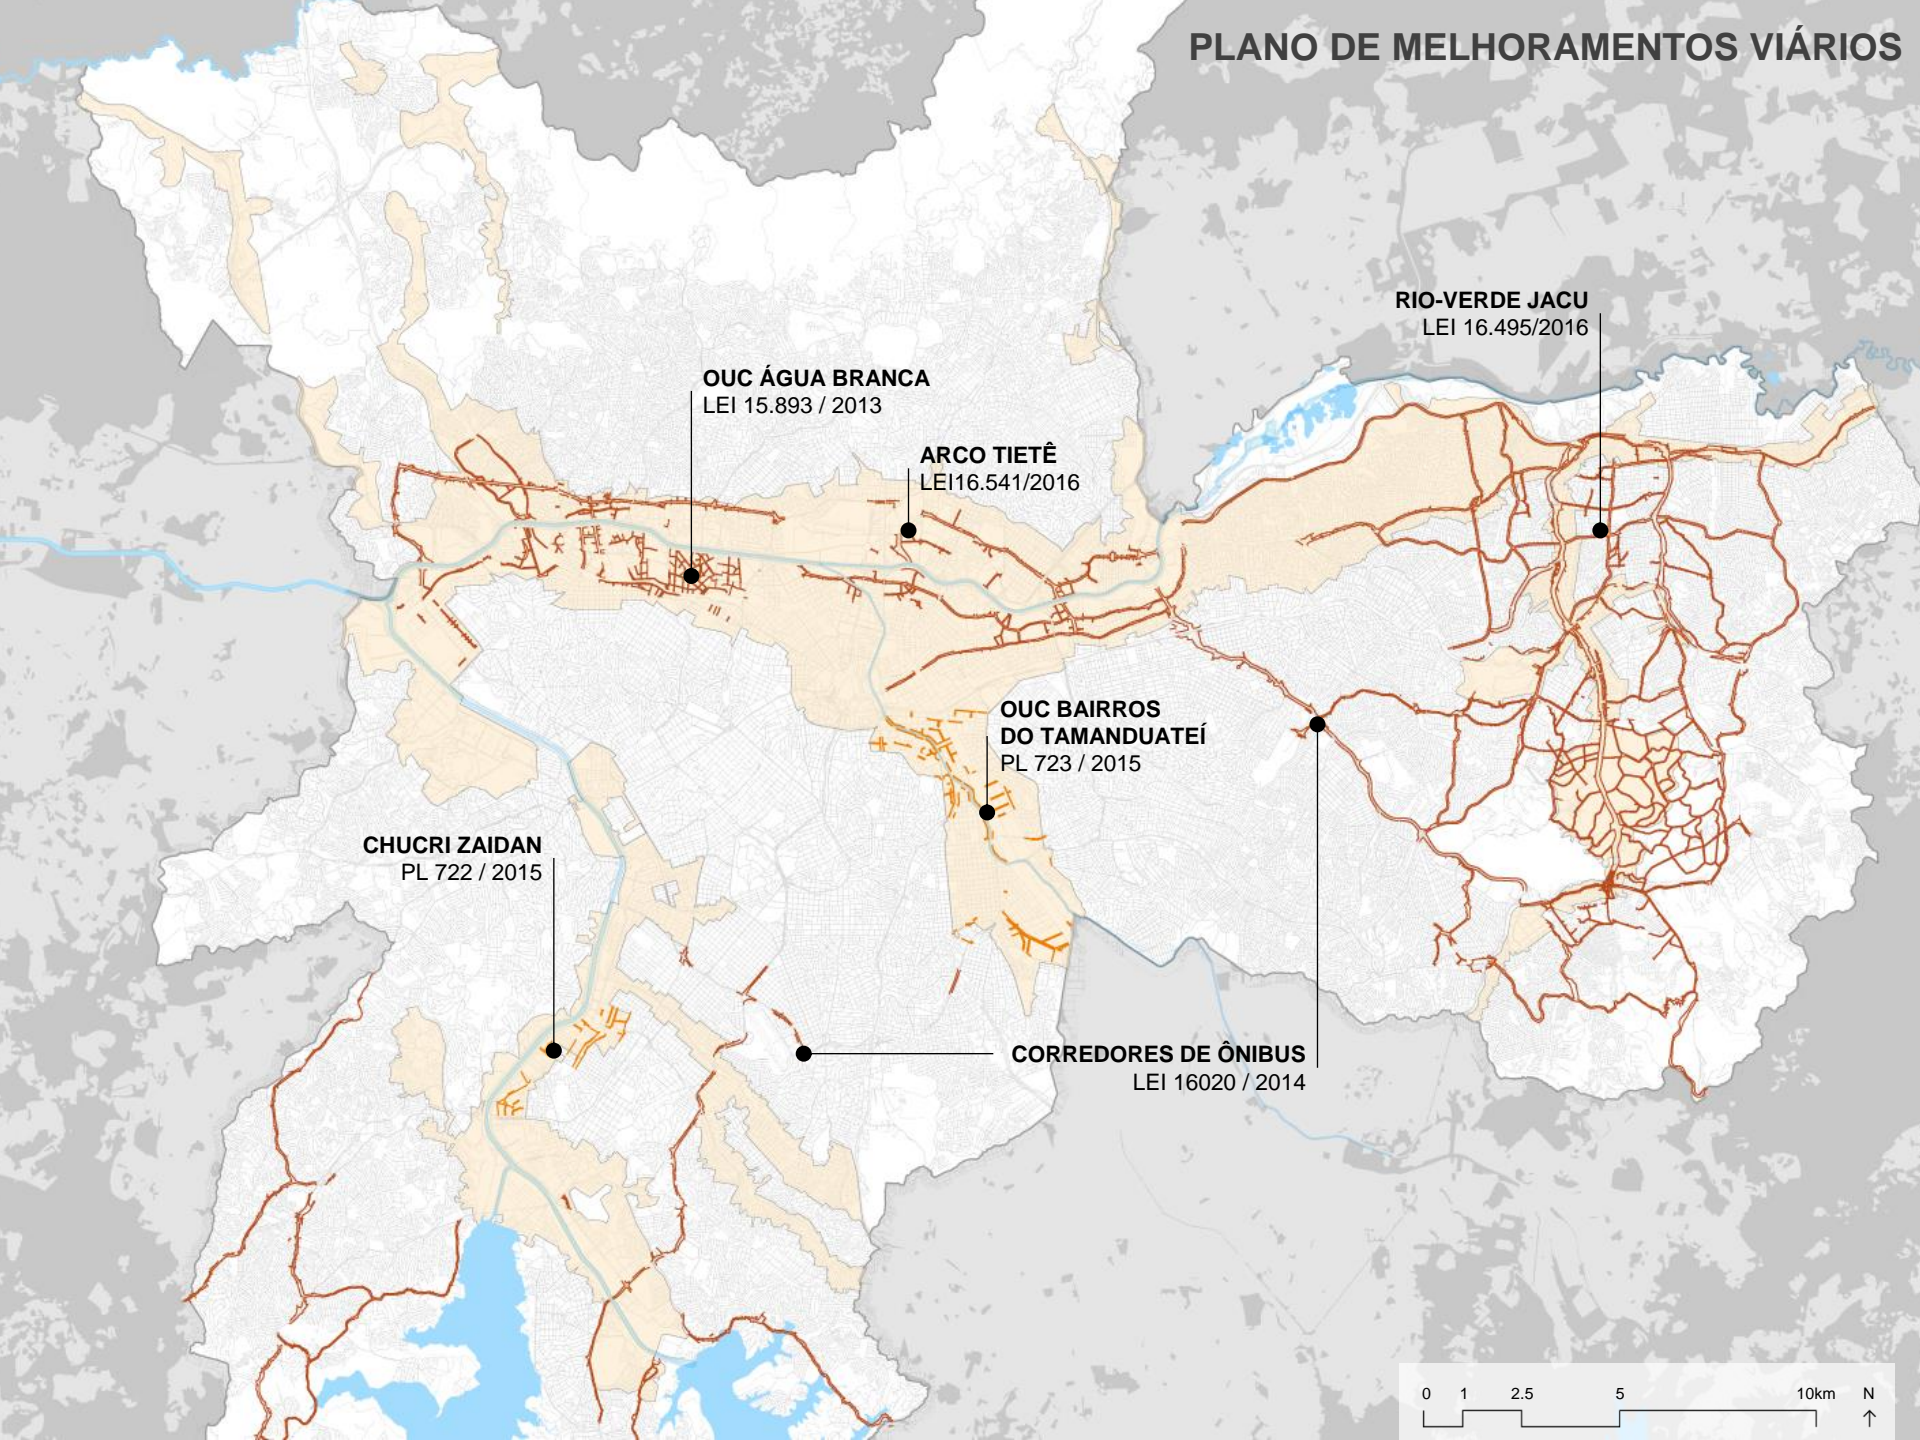 PLANO DE MELHORAMENTOS VIÁRIOS
RIO-VERDE JACU
LEI 16.495/2016
OUC ÁGUA BRANCA
LEI 15.893 / 2013
ARCO TIETÊ
LEI16.541/2016
OUC BAIRROS
DO TAMANDUATEÍ
PL 723 / 2015
CHUCRI ZAIDAN
PL 722 / 2015
CORREDORES DE ÔNIBUS
LEI 16020 / 2014
0 1 2.5 5 10km N